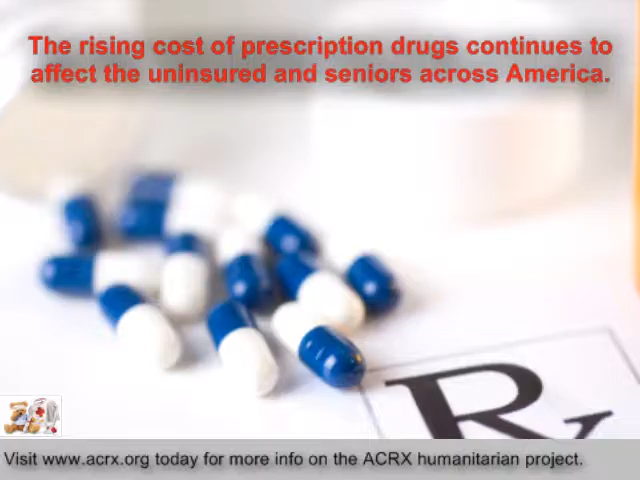 The rising cost of prescription drugs continues to
affect the uninsured and seniors across America.
Rx
Visit www.acrx.org today for more info on the ACRX humanitarian project.